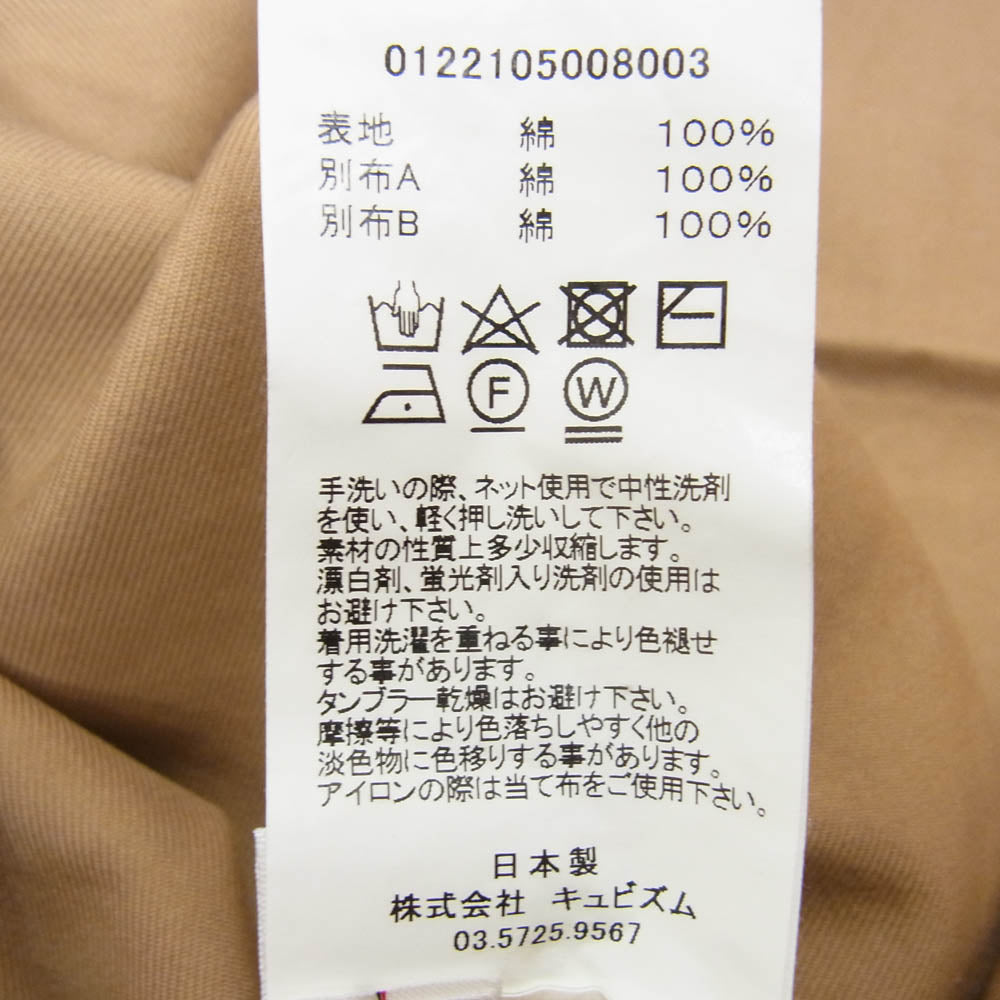 0122105008003
表地 綿 100%
別布A 綿 100%
別布B 綿 100%
F W
手洗いの際、ネット使用で中性洗剤
を使い、軽く押し洗いして下さい。
素材の性質上多少収縮します。
漂白剤、蛍光剤入り洗剤の使用は
お避け下さい。
着用洗濯を重ねる事により色褪せ
する事があります。
タンブラー乾燥はお避け下さい。
摩擦等により色落ちしやすく他の
淡色物に色移りする事があります。
アイロンの際は当て布をご使用下さい。
日本製
株式会社 キュビズム
03.5725.9567